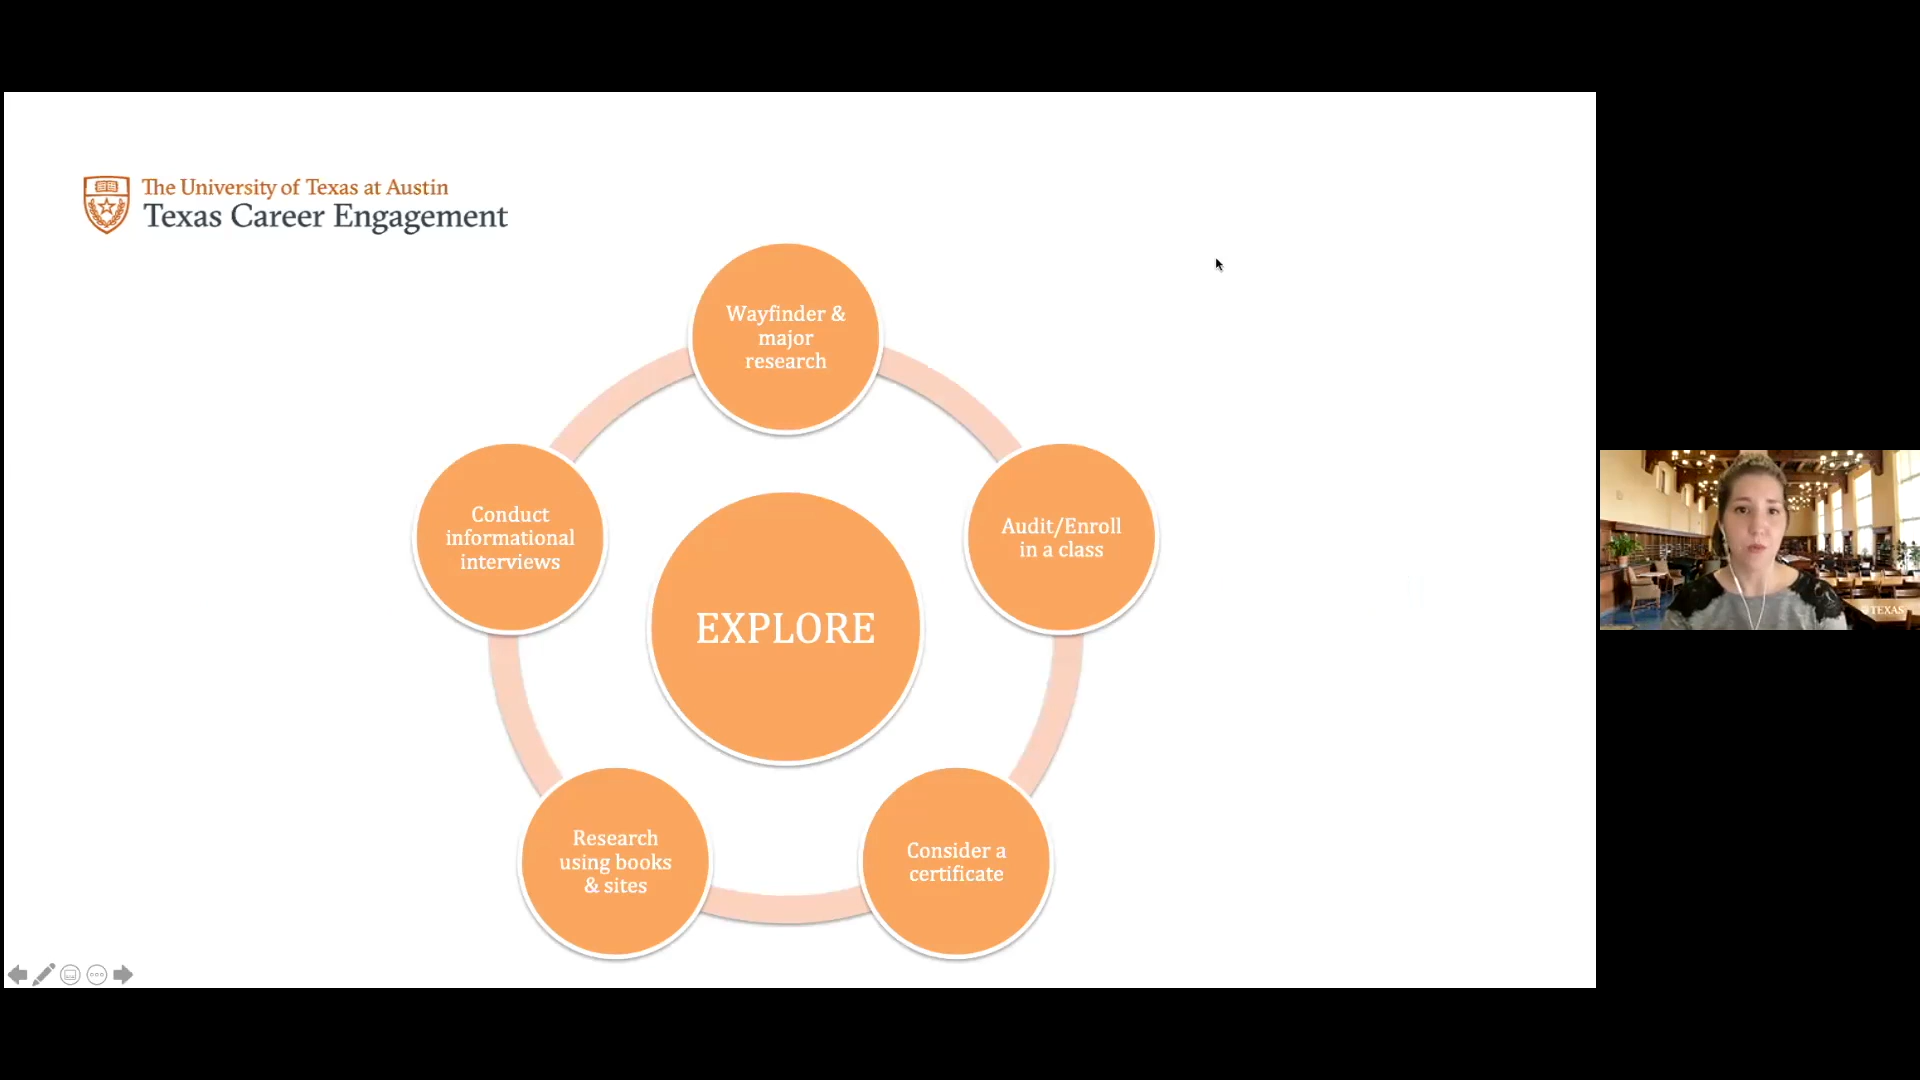 The University of Texas at Austin
Texas Career Engagement
Wayfinder &
major
research
Conduct
informational
interviews
Audit/Enroll
in a class
EXPLORE
Research
using books
& sites
Consider a
certificate
TEXAS